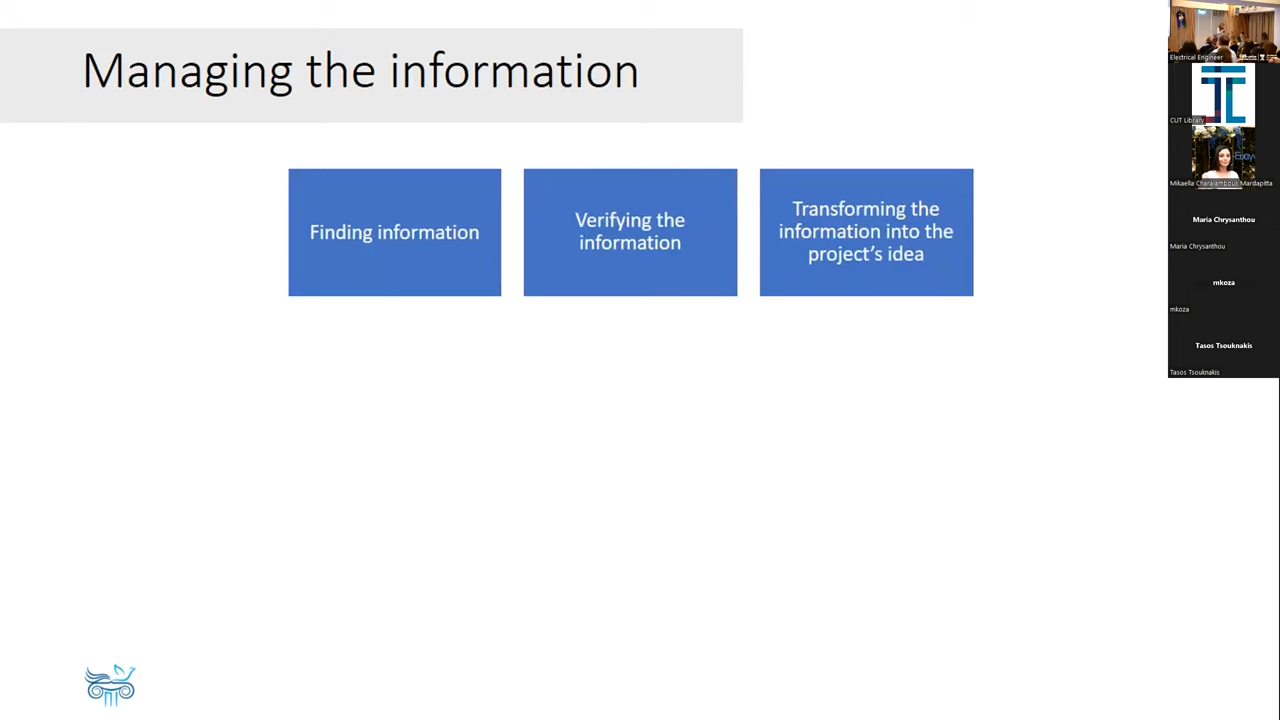 Managing the information
Finding information
Verifying the
information
Transforming the
information into the
project's idea
Electrical Engineer
CUT Library
Mikaella Charalambous Mardapitta
Maria Chrysanthou
Maria Chrysanthou
mkoza
mkoza
Tasos Tsouknakis
Tasos Tsouknakis